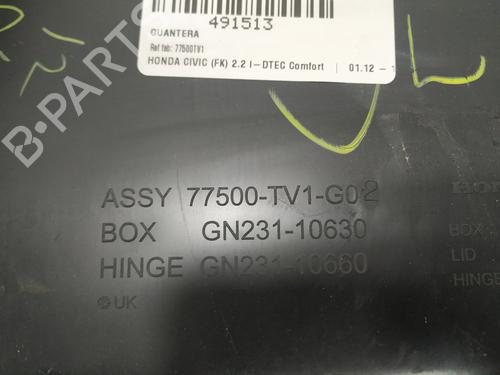 491513
GUANTERA
Ref fab: 77500TV1
HONDA CIVIC (FK) 2.2 I-DTEC Comfort | 01.12 -
B-PARTS
ASSY 77500-TV1-G02
BOX GN231-10630
HINGE GN231-10660
UK
BOX
LID
HINGE